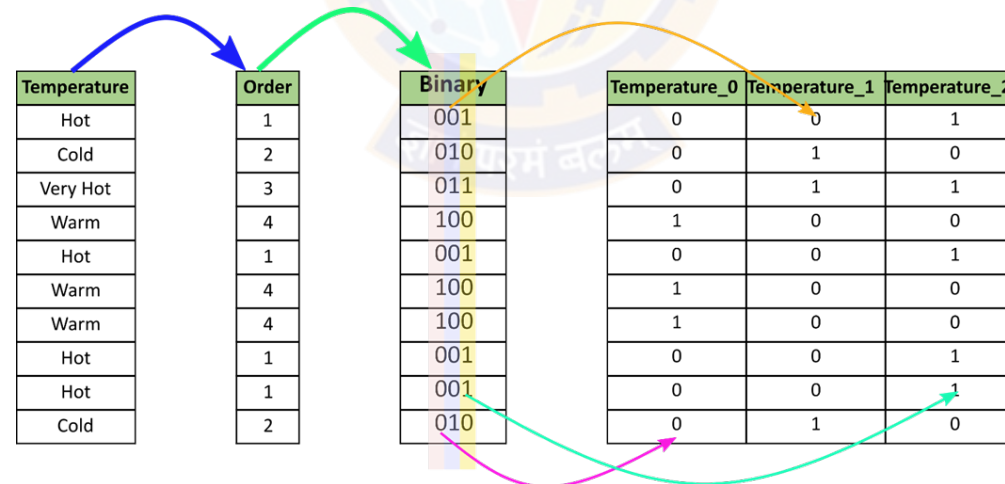 Temperature Order Binary Temperature_0 Temperature_1 Temperature_2
Hot 1 001 0 0 1
Cold 2 010 0 1 0
Very Hot 3 011 0 1 1
Warm 4 100 1 0 0
Hot 1 001 0 0 1
Warm 4 100 1 0 0
Warm 4 100 1 0 0
Hot 1 001 0 0 1
Hot 1 001 0 0 1
Cold 2 010 0 1 0
परमं बलम्